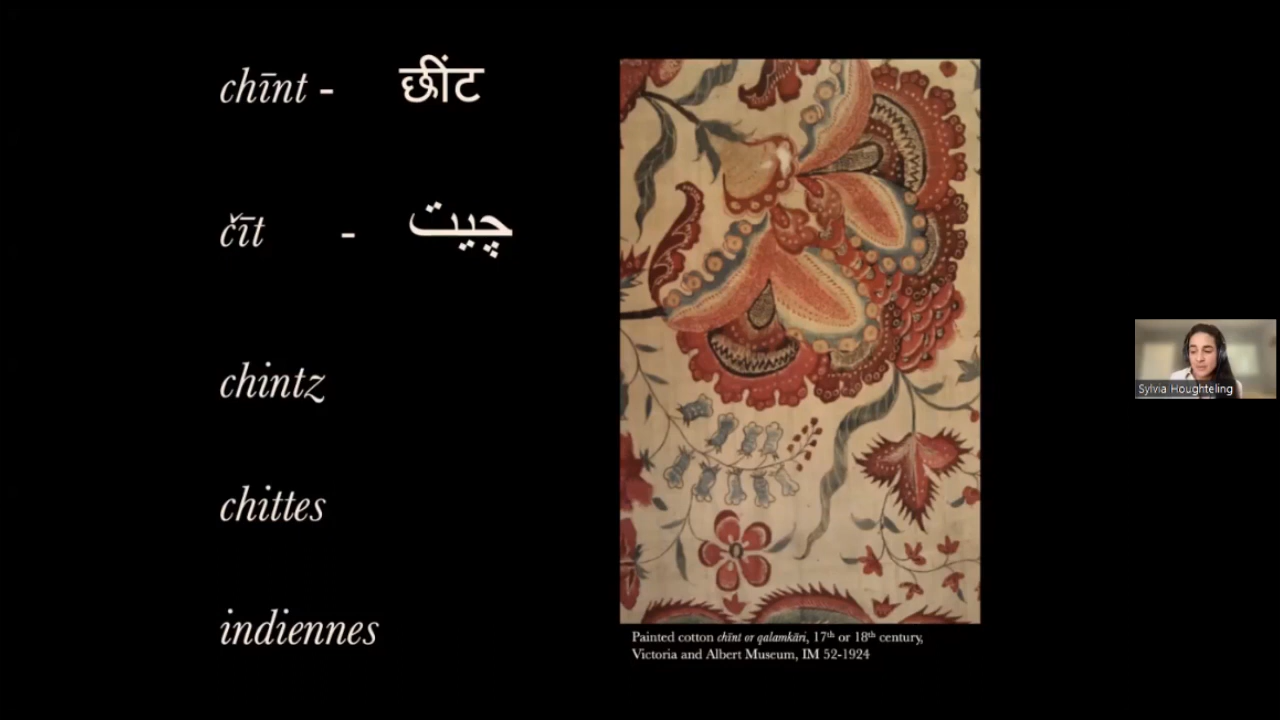 chīnt - छींट
čīt - چیت
chintz
chittes
indiennes
Painted cotton chīnt or qalamkāri, 17th or 18th century,
Victoria and Albert Museum, IM 52-1924
Sylvia Houghteling